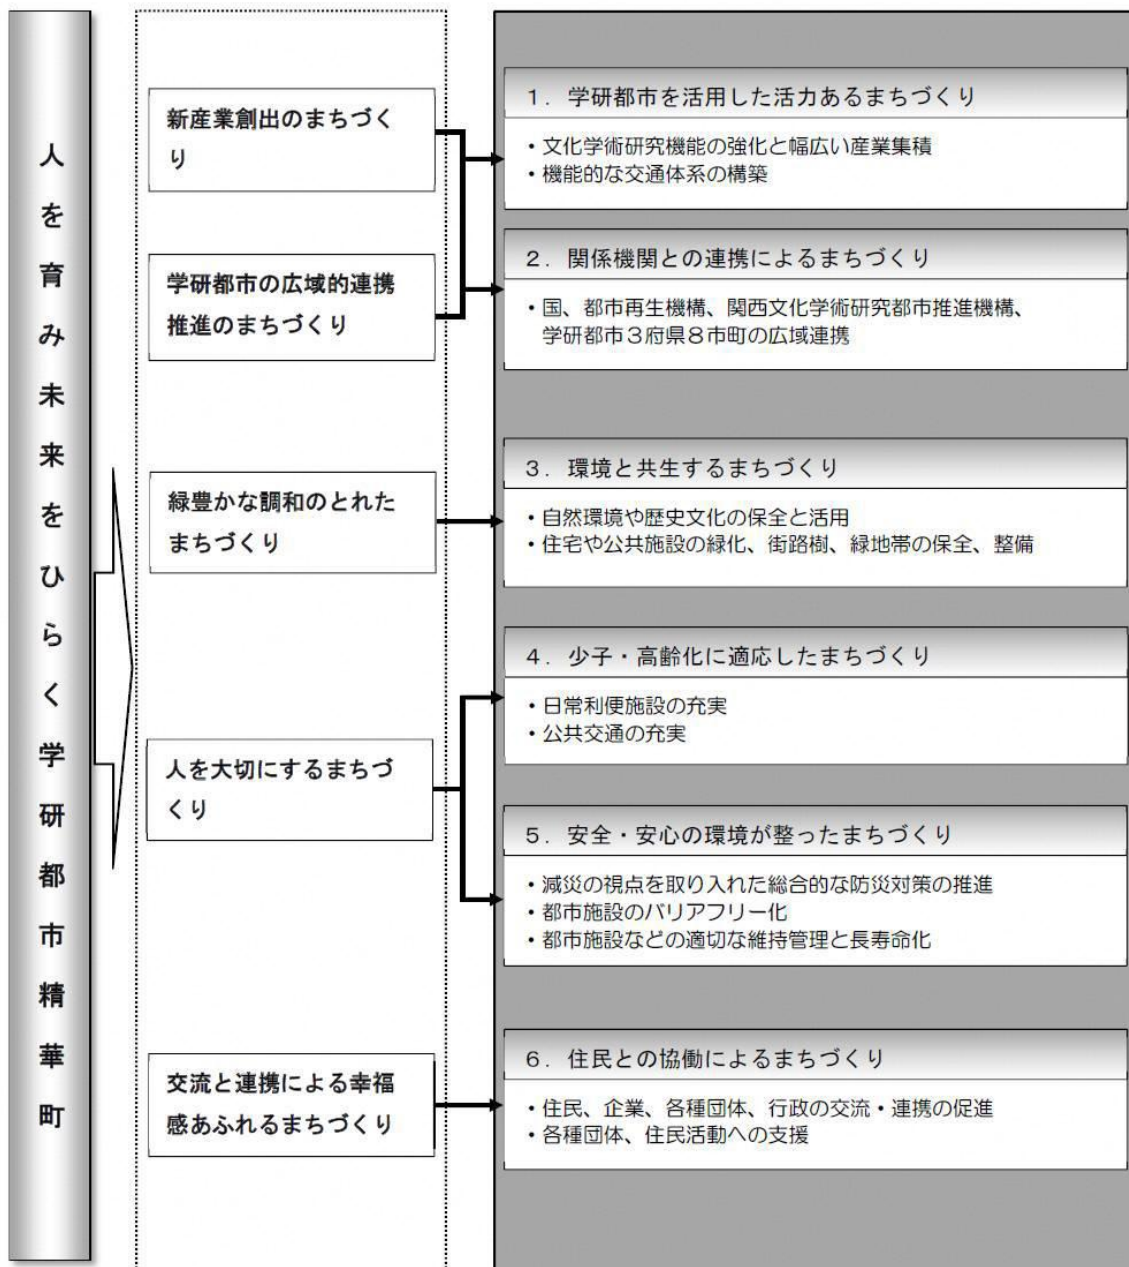 人を育み未来をひらく学研都市精華町
新産業創出のまちづく
り
学研都市の広域的連携
推進のまちづくり
緑豊かな調和のとれた
まちづくり
人を大切にするまちづ
くり
交流と連携による幸福
感あふれるまちづくり
１．学研都市を活用した活力あるまちづくり
・文化学術研究機能の強化と幅広い産業集積
・機能的な交通体系の構築
２．関係機関との連携によるまちづくり
・国、都市再生機構、関西文化学術研究都市推進機構、
学研都市３府県８市町の広域連携
３．環境と共生するまちづくり
・自然環境や歴史文化の保全と活用
・住宅や公共施設の緑化、街路樹、緑地帯の保全、整備
４．少子・高齢化に適応したまちづくり
・日常利便施設の充実
・公共交通の充実
５．安全・安心の環境が整ったまちづくり
・減災の視点を取り入れた総合的な防災対策の推進
・都市施設のバリアフリー化
・都市施設などの適切な維持管理と長寿命化
６．住民との協働によるまちづくり
・住民、企業、各種団体、行政の交流・連携の促進
・各種団体、住民活動への支援